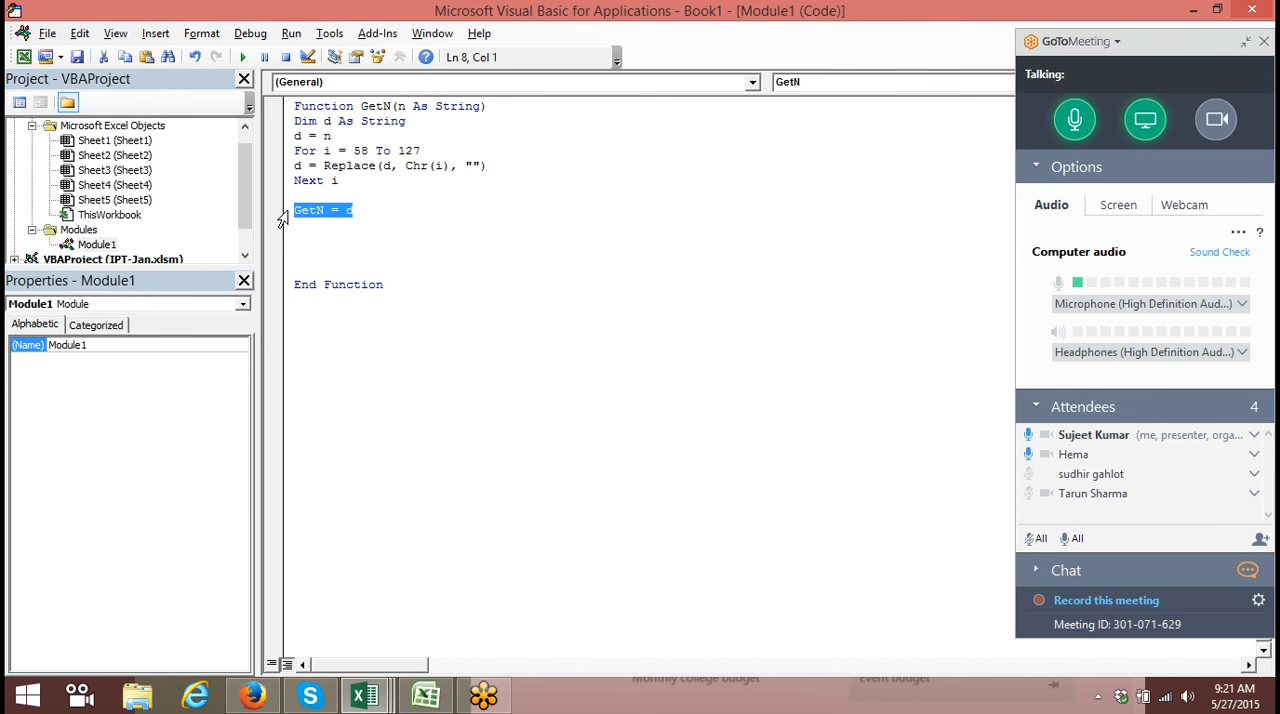 Microsoft Visual Basic for Applications - Book1 - [Module1 (Code)]
File Edit View Insert Format Debug Run Tools Add-Ins Window Help
Ln 8, Col 1
Project - VBAProject
Microsoft Excel Objects
Sheet1 (Sheet1)
Sheet2 (Sheet2)
Sheet3 (Sheet3)
Sheet4 (Sheet4)
Sheet5 (Sheet5)
ThisWorkbook
Modules
Module1
VBAProject (IPT-Jan.xlsm)
Properties - Module1
Module1 Module
Alphabetic Categorized
(Name) Module1
(General) GetN
Function GetN(n As String)
Dim d As String
d = n
For i = 58 To 127
d = Replace(d, Chr(i), "")
Next i
GetN = d
End Function
GoToMeeting
Talking:
Options
Audio Screen Webcam
... ?
Computer audio Sound Check
Microphone (High Definition Aud...)
Headphones (High Definition Aud...)
Attendees 4
Sujeet Kumar (me, presenter, orga...
Hema
sudhir gahlot
Tarun Sharma
All All
Chat
Record this meeting
Meeting ID: 301-071-629
Monthly college budget Event budget
9:21 AM
5/27/2015